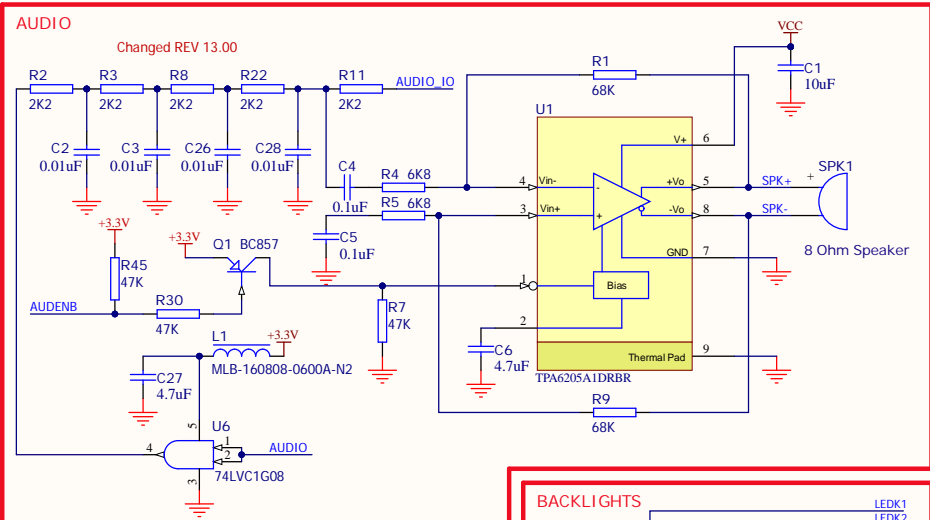 AUDIO
Changed REV 13.00
VCC
R2 R3 R8 R22 R11 AUDIO_IO R1 C1
2K2 2K2 2K2 2K2 2K2 68K 10uF
U1
V+ 6
C2 C3 C26 C28 C4 R4 6K8 SPK1
0.01uF 0.01uF 0.01uF 0.01uF 4 Vin- - +Vo 5 SPK+ +
0.1uF R5 6K8 3 Vin+ + -Vo 8 SPK-
+3.3V +3.3V Q1 BC857 C5 GND 7 8 Ohm Speaker
0.1uF
R45
47K
1 Bias
AUDENB R30 R7
47K 47K
2
L1 +3.3V C6
MLB-160808-0600A-N2 4.7uF Thermal Pad 9
C27 TPA6205A1DRBR
4.7uF R9
68K
5 U6
4 1 AUDIO
2
3 74LVC1G08
BACKLIGHTS LEDK1
LEDK2